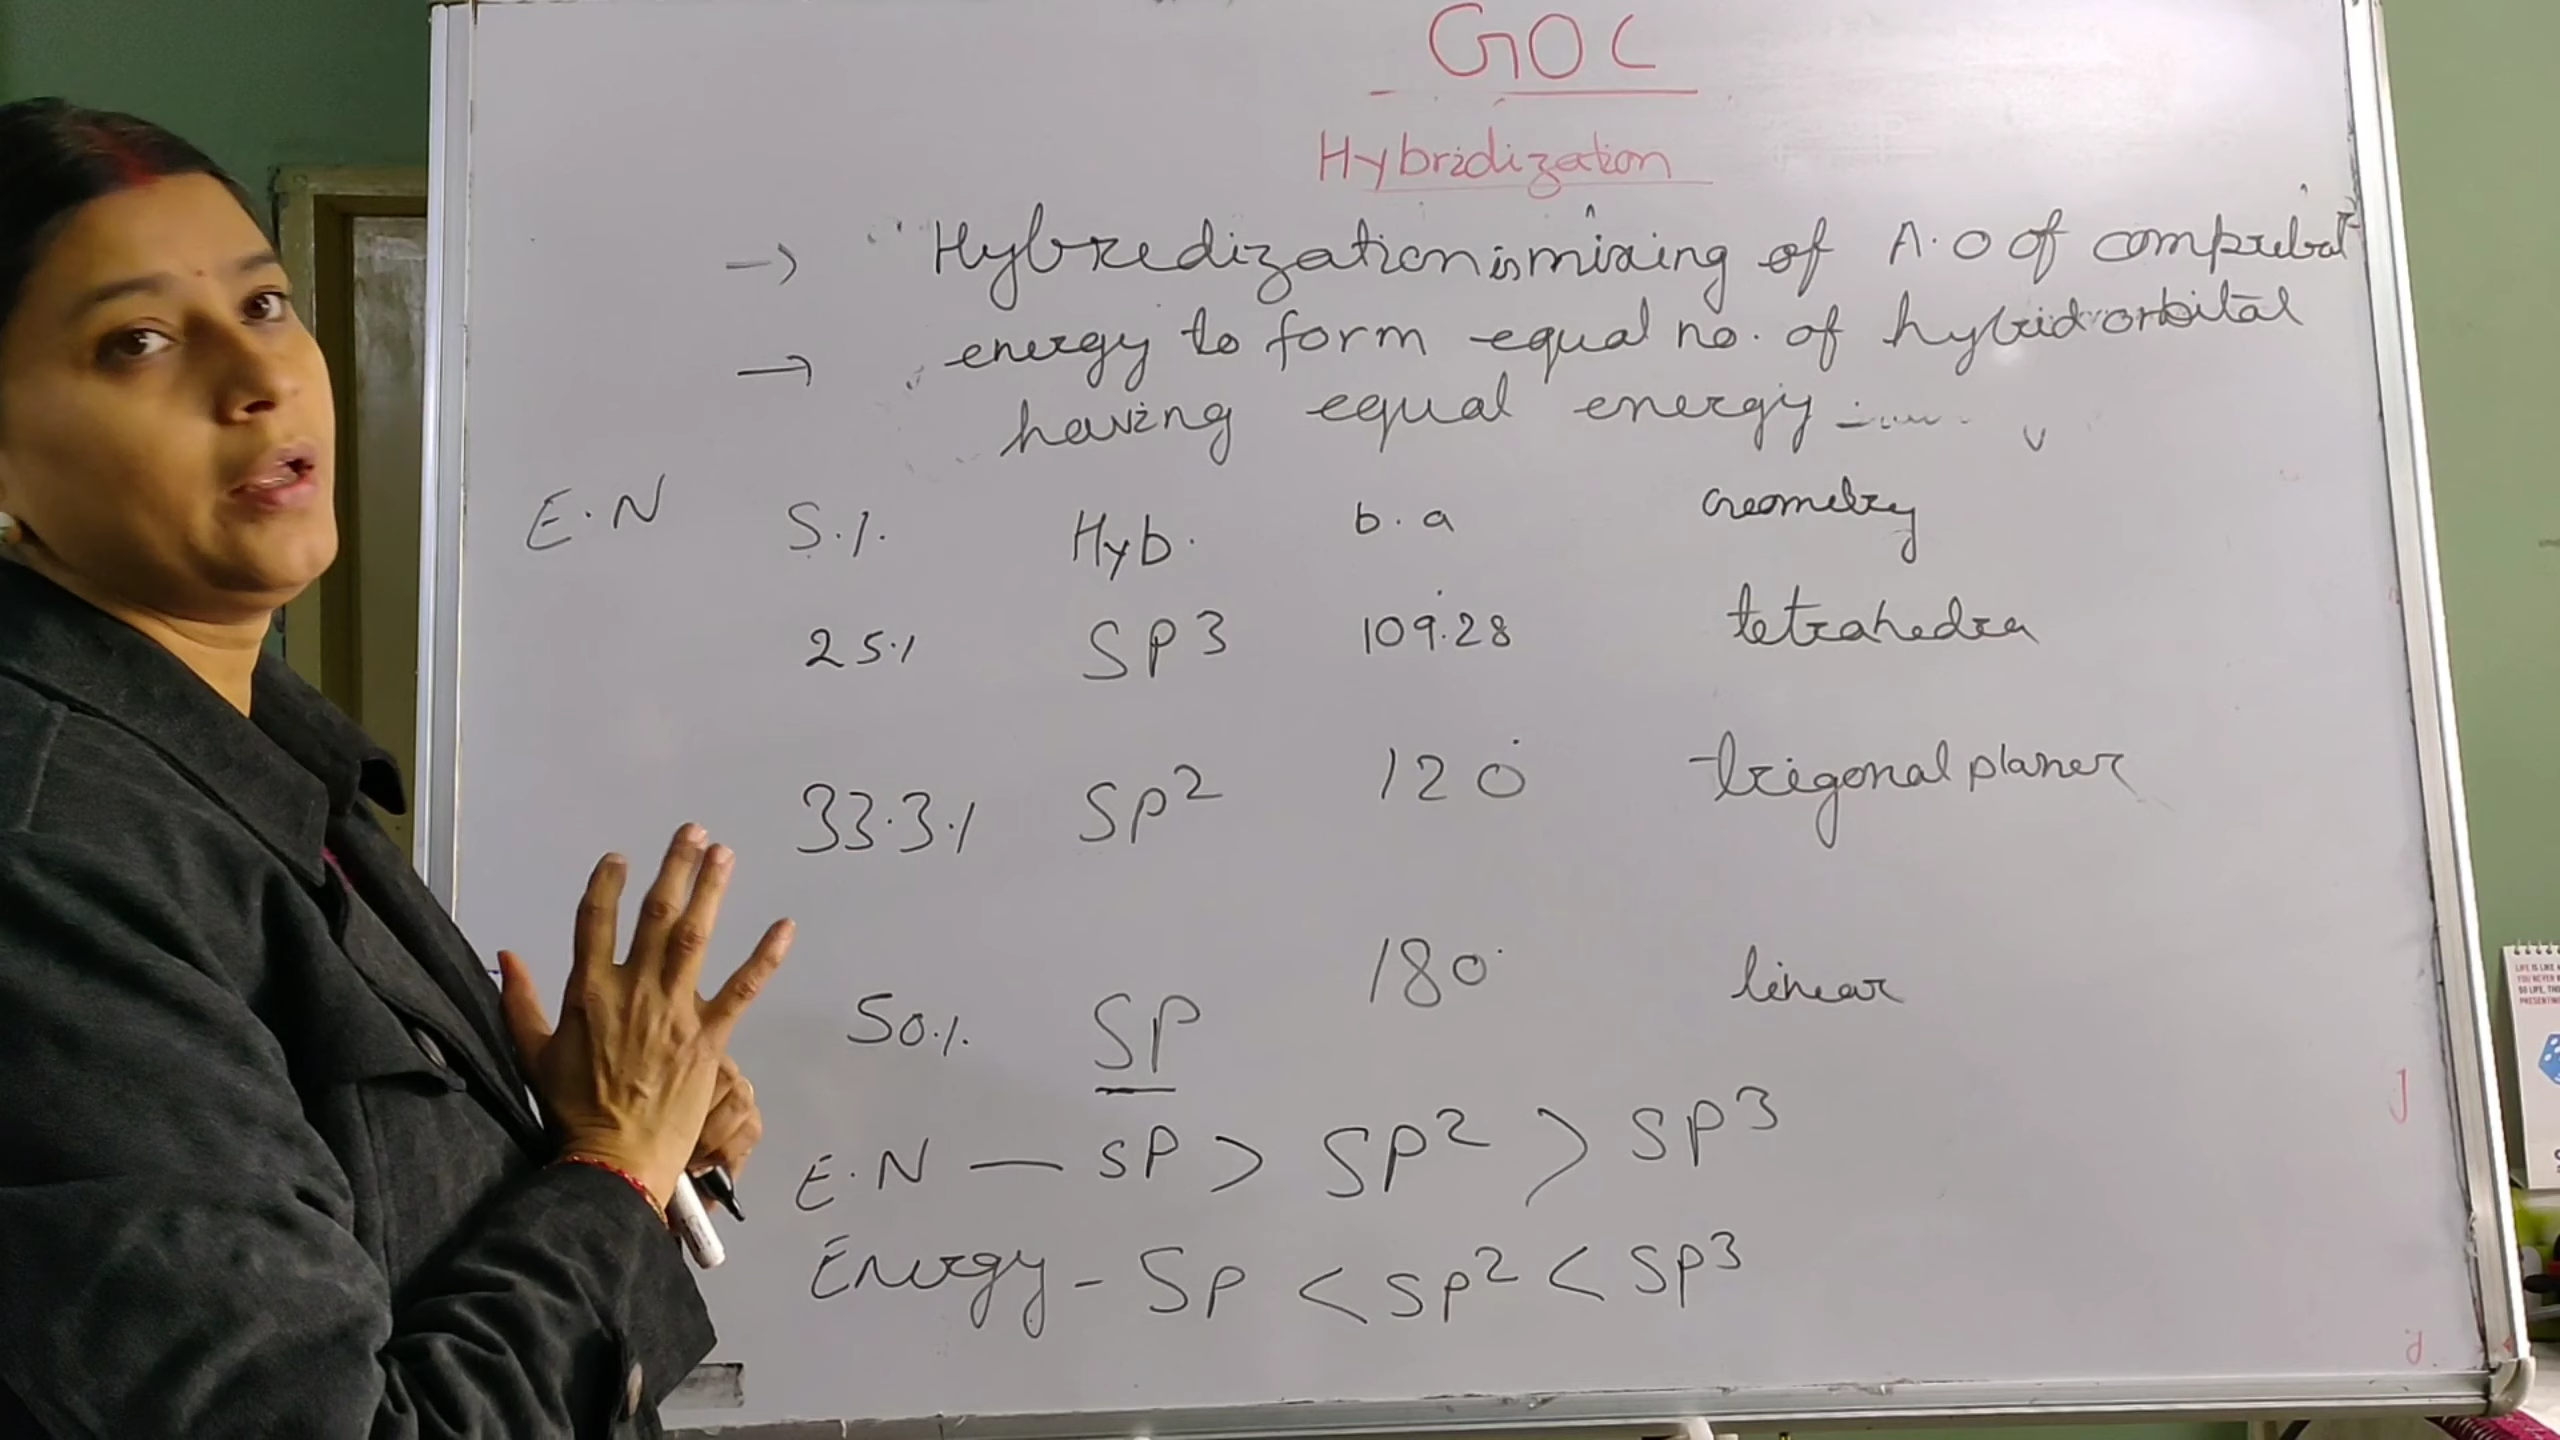 GOC
Hybridization
→ Hybredization is mixing of A.O of
→ energy to form equal no. of hybrid orbital
having equal energy
E.N S.%. Hyb. b.a Geometry
25.% SP3 109.28 tetrahedra
33.3.% SP2 120° trigonal planer
50.%. SP 180° linear
E.N — SP > SP2 > SP3
Energy - SP < SP2 < SP3